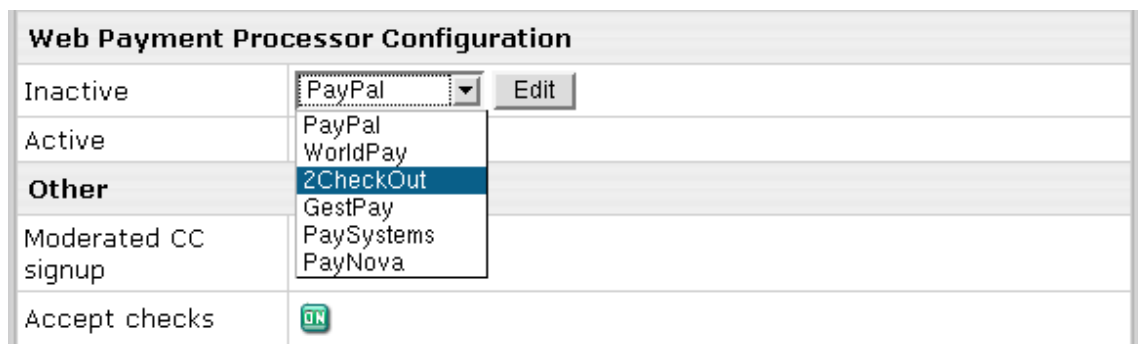 Web Payment Processor Configuration
Inactive
PayPal
Edit
PayPal
Active
WorldPay
2CheckOut
Other
GestPay
Moderated CC
signup
PaySystems
PayNova
Accept checks
ON